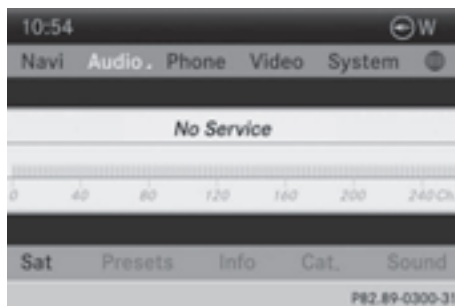 10:54 W
Navi Audio. Phone Video System
No Service
0 40 80 120 160 200 240 Ch
Sat Presets Info Cat. Sound
P82.89-0300-31